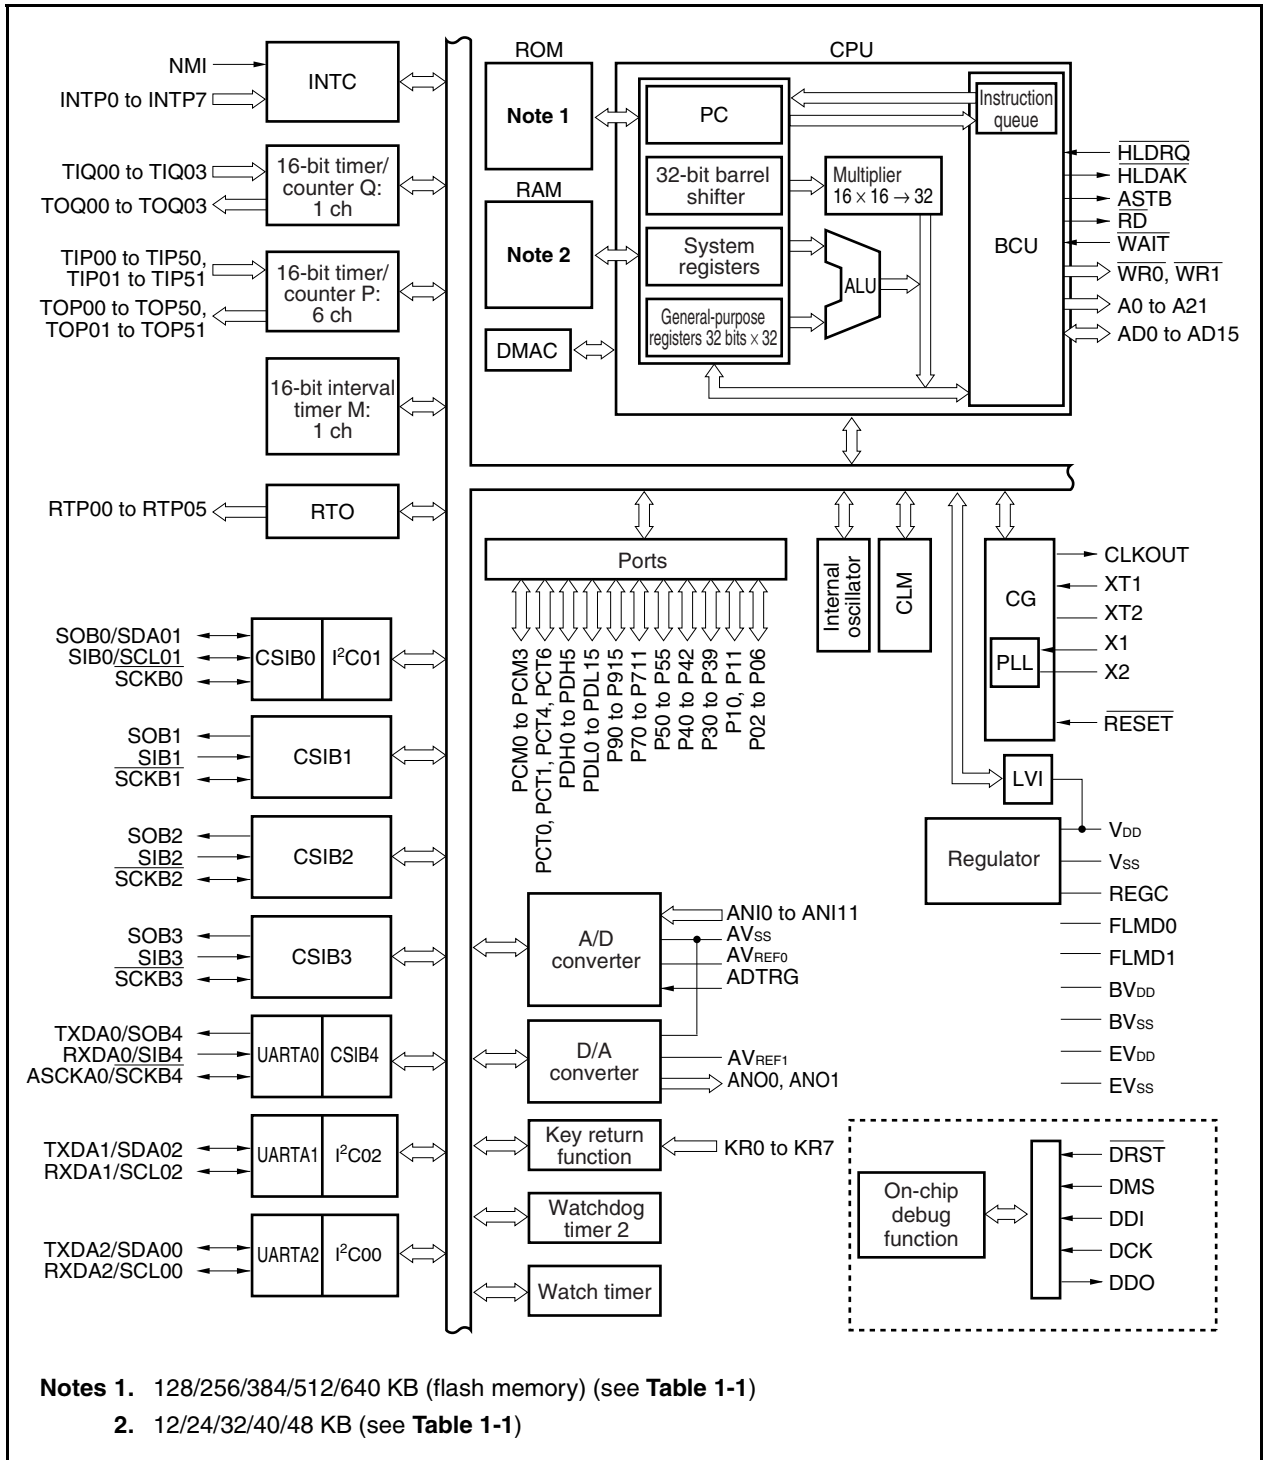 NMI
INTP0 to INTP7
INTC
TIQ00 to TIQ03
TOQ00 to TOQ03
16-bit timer/
counter Q:
1 ch
TIP00 to TIP50,
TIP01 to TIP51
TOP00 to TOP50,
TOP01 to TOP51
16-bit timer/
counter P:
6 ch
16-bit interval
timer M:
1 ch
RTP00 to RTP05
RTO
SOB0/SDA01
SIB0/SCL01
SCKB0
CSIB0
I²C01
SOB1
SIB1
SCKB1
CSIB1
SOB2
SIB2
SCKB2
CSIB2
SOB3
SIB3
SCKB3
CSIB3
TXDA0/SOB4
RXDA0/SIB4
ASCKA0/SCKB4
UARTA0
CSIB4
TXDA1/SDA02
RXDA1/SCL02
UARTA1
I²C02
TXDA2/SDA00
RXDA2/SCL00
UARTA2
I²C00
ROM
Note 1
RAM
Note 2
DMAC
CPU
PC
32-bit barrel
shifter
System
registers
General-purpose
registers 32 bits × 32
Multiplier
16 × 16 → 32
ALU
Instruction
queue
BCU
HLDRQ
HLDAK
ASTB
RD
WAIT
WR0, WR1
A0 to A21
AD0 to AD15
Ports
PCM0 to PCM3
PCT0, PCT1, PCT4, PCT6
PDH0 to PDH5
PDL0 to PDL15
P90 to P915
P70 to P711
P50 to P55
P40 to P42
P30 to P39
P10, P11
P02 to P06
Internal
oscillator
CLM
CG
PLL
CLKOUT
XT1
XT2
X1
X2
RESET
LVI
Regulator
VDD
VSS
REGC
FLMD0
FLMD1
BVDD
BVSS
EVDD
EVSS
A/D
converter
ANI0 to ANI11
AVSS
AVREF0
ADTRG
D/A
converter
AVREF1
ANO0, ANO1
Key return
function
KR0 to KR7
Watchdog
timer 2
Watch timer
On-chip
debug
function
DRST
DMS
DDI
DCK
DDO
Notes 1. 128/256/384/512/640 KB (flash memory) (see Table 1-1)
2. 12/24/32/40/48 KB (see Table 1-1)